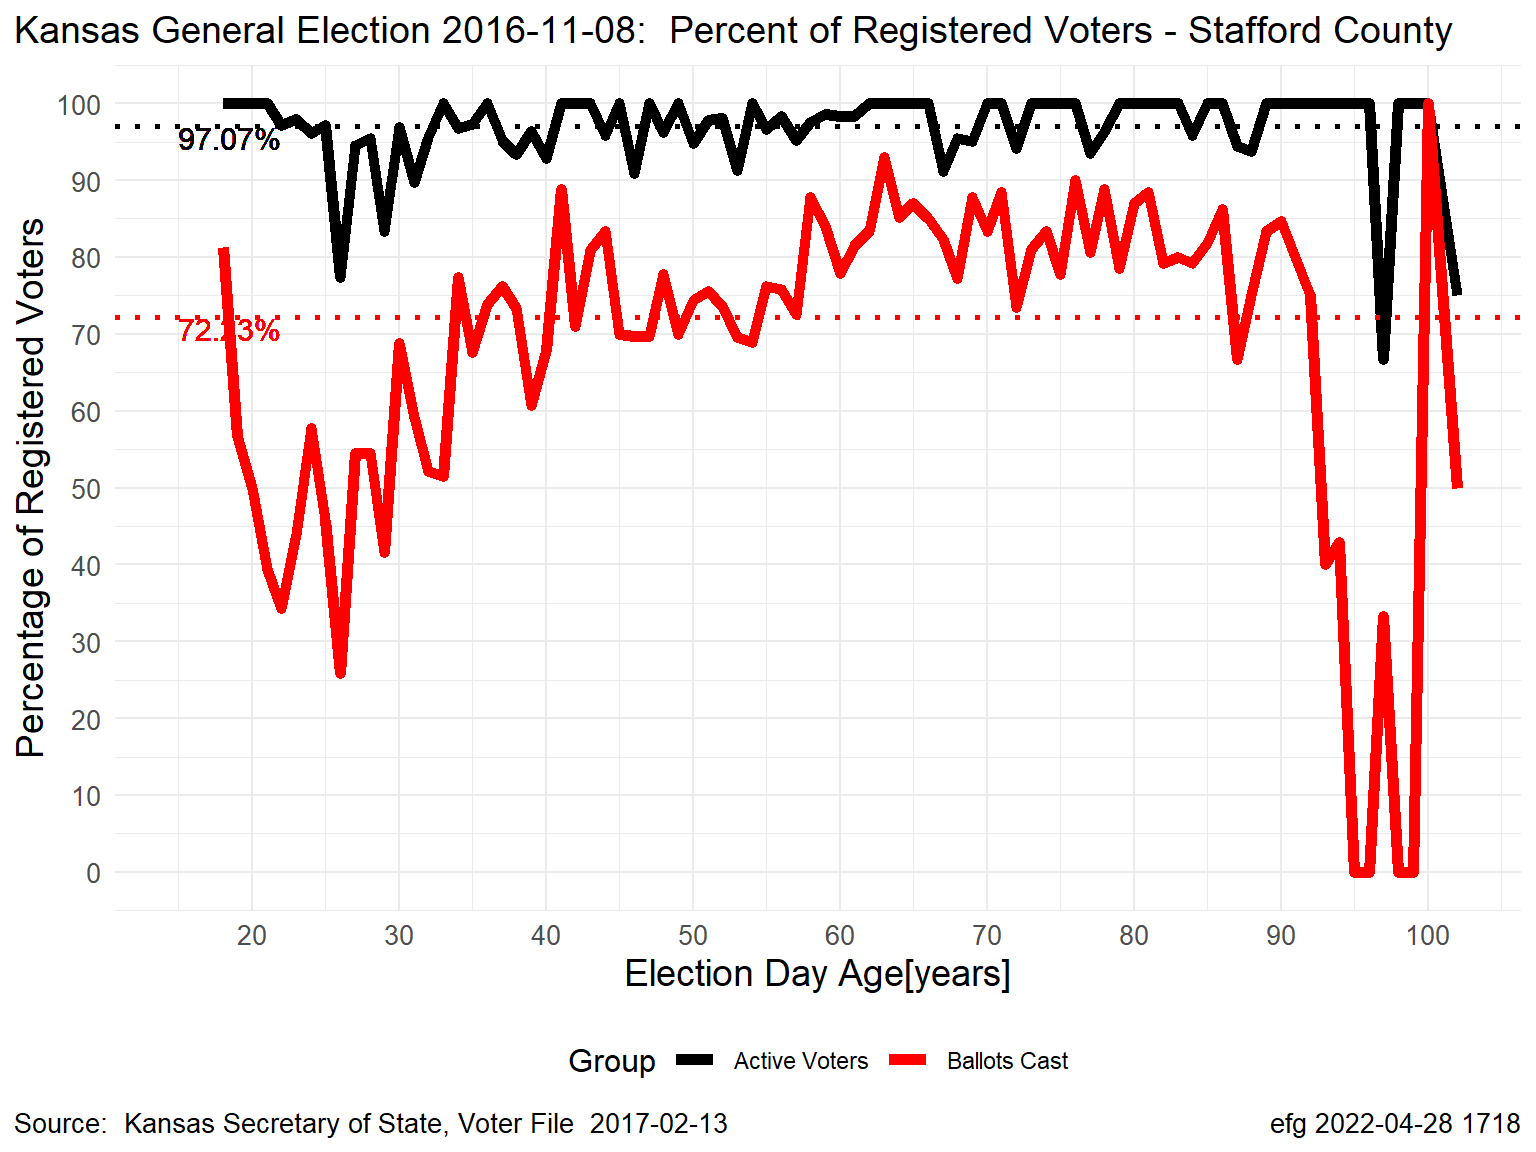 Kansas General Election 2016-11-08:  Percent of Registered Voters - Stafford County
Percentage of Registered Voters
100
90
80
70
60
50
40
30
20
10
0
97.07%
72.23%
20 30 40 50 60 70 80 90 100
Election Day Age[years]
Group Active Voters Ballots Cast
Source:  Kansas Secretary of State, Voter File  2017-02-13
efg 2022-04-28 1718